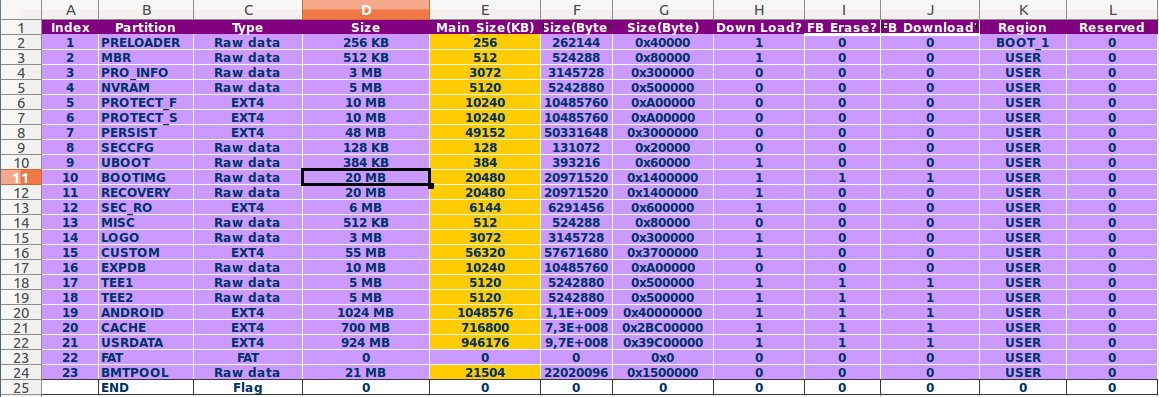 A B C D E F G H I J K L
1 Index Partition Type Size Main_Size(KB) Size(Byte Size(Byte) Down Load? FB Erase? FB Download? Region Reserved
2 1 PRELOADER Raw data 256 KB 256 262144 0x40000 1 0 0 BOOT_1 0
3 2 MBR Raw data 512 KB 512 524288 0x80000 1 0 0 USER 0
4 3 PRO_INFO Raw data 3 MB 3072 3145728 0x300000 0 0 0 USER 0
5 4 NVRAM Raw data 5 MB 5120 5242880 0x500000 0 0 0 USER 0
6 5 PROTECT_F EXT4 10 MB 10240 10485760 0xA00000 0 0 0 USER 0
7 6 PROTECT_S EXT4 10 MB 10240 10485760 0xA00000 0 0 0 USER 0
8 7 PERSIST EXT4 48 MB 49152 50331648 0x3000000 0 0 0 USER 0
9 8 SECCFG Raw data 128 KB 128 131072 0x20000 0 0 0 USER 0
10 9 UBOOT Raw data 384 KB 384 393216 0x60000 1 0 0 USER 0
11 10 BOOTIMG Raw data 20 MB 20480 20971520 0x1400000 1 1 1 USER 0
12 11 RECOVERY Raw data 20 MB 20480 20971520 0x1400000 1 0 0 USER 0
13 12 SEC_RO EXT4 6 MB 6144 6291456 0x600000 1 0 0 USER 0
14 13 MISC Raw data 512 KB 512 524288 0x80000 0 0 0 USER 0
15 14 LOGO Raw data 3 MB 3072 3145728 0x300000 1 0 0 USER 0
16 15 CUSTOM EXT4 55 MB 56320 57671680 0x3700000 1 0 0 USER 0
17 16 EXPDB Raw data 10 MB 10240 10485760 0xA00000 0 0 0 USER 0
18 17 TEE1 Raw data 5 MB 5120 5242880 0x500000 1 1 1 USER 0
19 18 TEE2 Raw data 5 MB 5120 5242880 0x500000 1 1 1 USER 0
20 19 ANDROID EXT4 1024 MB 1048576 1,1E+009 0x40000000 1 1 1 USER 0
21 20 CACHE EXT4 700 MB 716800 7,3E+008 0x2BC00000 1 1 1 USER 0
22 21 USRDATA EXT4 924 MB 946176 9,7E+008 0x39C00000 1 1 1 USER 0
23 22 FAT FAT 0 0 0 0x0 0 0 0 USER 0
24 23 BMTPOOL Raw data 21 MB 21504 22020096 0x1500000 0 0 0 USER 0
25 END Flag 0 0 0 0 0 0 0 0 0